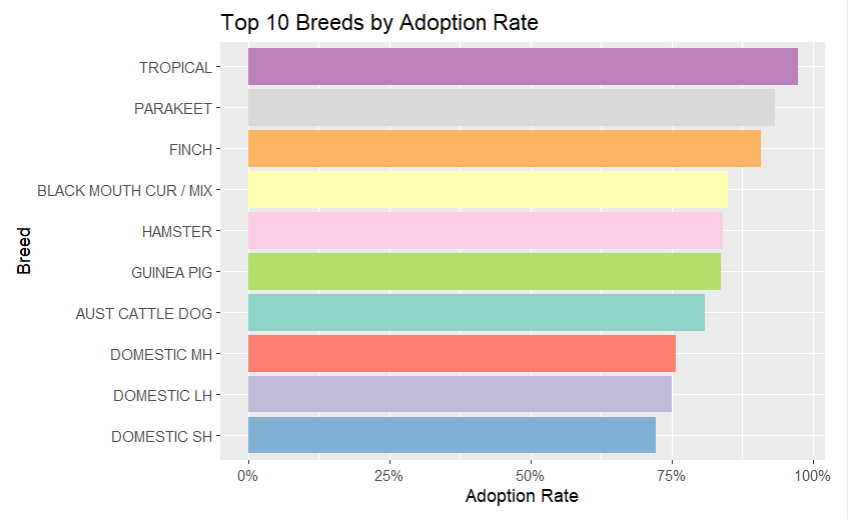 Top 10 Breeds by Adoption Rate
TROPICAL
PARAKEET
FINCH
BLACK MOUTH CUR / MIX
HAMSTER
GUINEA PIG
AUST CATTLE DOG
DOMESTIC MH
DOMESTIC LH
DOMESTIC SH
Breed
0% 25% 50% 75% 100%
Adoption Rate